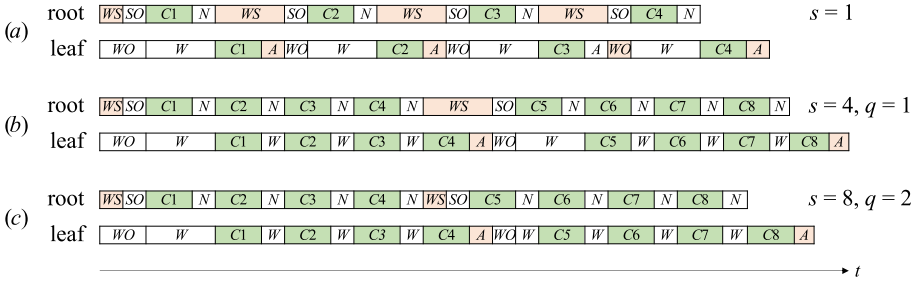 root WS SO C1 N WS SO C2 N WS SO C3 N WS SO C4 N s = 1
(a)
leaf WO W C1 A WO W C2 A WO W C3 A WO W C4 A
root WS SO C1 N C2 N C3 N C4 N WS SO C5 N C6 N C7 N C8 N s = 4, q = 1
(b)
leaf WO W C1 W C2 W C3 W C4 A WO W C5 W C6 W C7 W C8 A
root WS SO C1 N C2 N C3 N C4 N WS SO C5 N C6 N C7 N C8 N s = 8, q = 2
(c)
leaf WO W C1 W C2 W C3 W C4 A WO W C5 W C6 W C7 W C8 A
t